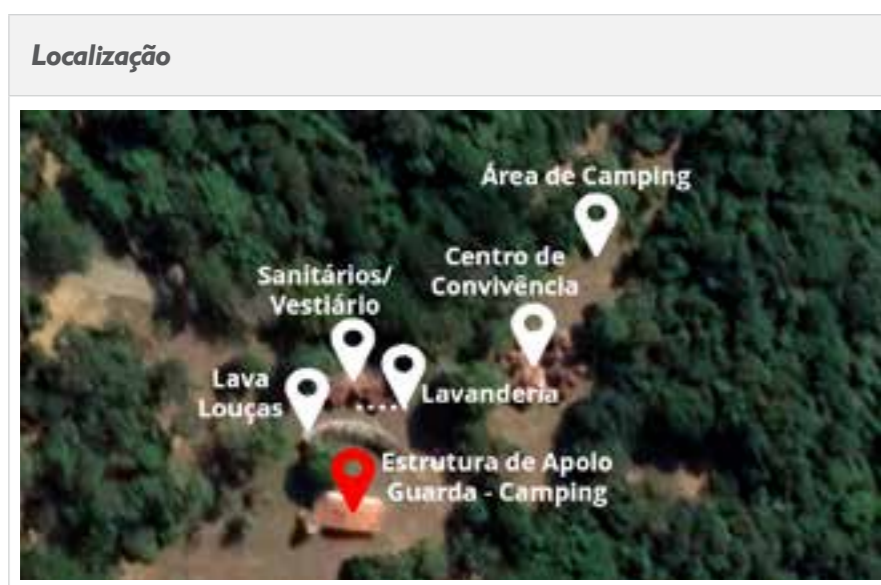 Localização
Área de Camping
Centro de
Convivência
Sanitários/
Vestiário
Lava
Louças
Lavanderia
Estrutura de Apoio
Guarda - Camping